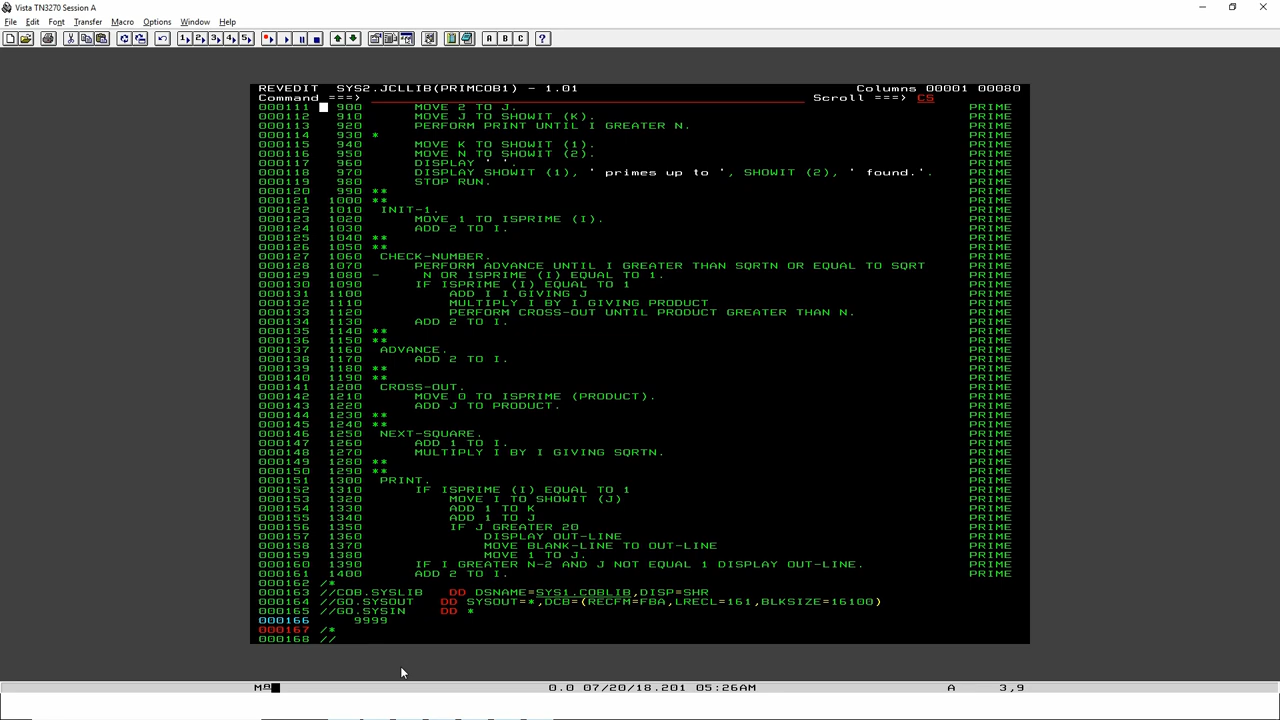 Vista TN3270 Session A
File Edit Font Transfer Macro Options Window Help
1 2 3 4 5 A B C ?
REVEDIT SYS2.JCLLIB(PRIMCOB1) - 1.01 Columns 00001 00080
Command ===> Scroll ===> CS
000111 900 MOVE 2 TO J. PRIME
000112 910 MOVE J TO SHOWIT (K). PRIME
000113 920 PERFORM PRINT UNTIL I GREATER N. PRIME
000114 930 * PRIME
000115 940 MOVE K TO SHOWIT (1). PRIME
000116 950 MOVE N TO SHOWIT (2). PRIME
000117 960 DISPLAY ' '. PRIME
000118 970 DISPLAY SHOWIT (1), ' primes up to ', SHOWIT (2), ' found.'. PRIME
000119 980 STOP RUN. PRIME
000120 990 ** PRIME
000121 1000 ** PRIME
000122 1010 INIT-1. PRIME
000123 1020 MOVE 1 TO ISPRIME (I). PRIME
000124 1030 ADD 2 TO I. PRIME
000125 1040 ** PRIME
000126 1050 ** PRIME
000127 1060 CHECK-NUMBER. PRIME
000128 1070 PERFORM ADVANCE UNTIL I GREATER THAN SQRTN OR EQUAL TO SQRT PRIME
000129 1080 - N OR ISPRIME (I) EQUAL TO 1. PRIME
000130 1090 IF ISPRIME (I) EQUAL TO 1 PRIME
000131 1100 ADD I I GIVING J PRIME
000132 1110 MULTIPLY I BY I GIVING PRODUCT PRIME
000133 1120 PERFORM CROSS-OUT UNTIL PRODUCT GREATER THAN N. PRIME
000134 1130 ADD 2 TO I. PRIME
000135 1140 ** PRIME
000136 1150 ** PRIME
000137 1160 ADVANCE. PRIME
000138 1170 ADD 2 TO I. PRIME
000139 1180 ** PRIME
000140 1190 ** PRIME
000141 1200 CROSS-OUT. PRIME
000142 1210 MOVE 0 TO ISPRIME (PRODUCT). PRIME
000143 1220 ADD J TO PRODUCT. PRIME
000144 1230 ** PRIME
000145 1240 ** PRIME
000146 1250 NEXT-SQUARE. PRIME
000147 1260 ADD 1 TO I. PRIME
000148 1270 MULTIPLY I BY I GIVING SQRTN. PRIME
000149 1280 ** PRIME
000150 1290 ** PRIME
000151 1300 PRINT. PRIME
000152 1310 IF ISPRIME (I) EQUAL TO 1 PRIME
000153 1320 MOVE I TO SHOWIT (J) PRIME
000154 1330 ADD 1 TO K PRIME
000155 1340 ADD 1 TO J PRIME
000156 1350 IF J GREATER 20 PRIME
000157 1360 DISPLAY OUT-LINE PRIME
000158 1370 MOVE BLANK-LINE TO OUT-LINE PRIME
000159 1380 MOVE 1 TO J. PRIME
000160 1390 IF I GREATER N-2 AND J NOT EQUAL 1 DISPLAY OUT-LINE. PRIME
000161 1400 ADD 2 TO I. PRIME
000162 /*
000163 //COB.SYSLIB DD DSNAME=SYS1.COBLIB,DISP=SHR
000164 //GO.SYSOUT DD SYSOUT=*,DCB=(RECFM=FBA,LRECL=161,BLKSIZE=16100)
000165 //GO.SYSIN DD *
000166 9999
000167 /*
000168 //
0.0 07/20/18.201 05:26AM A 3,9